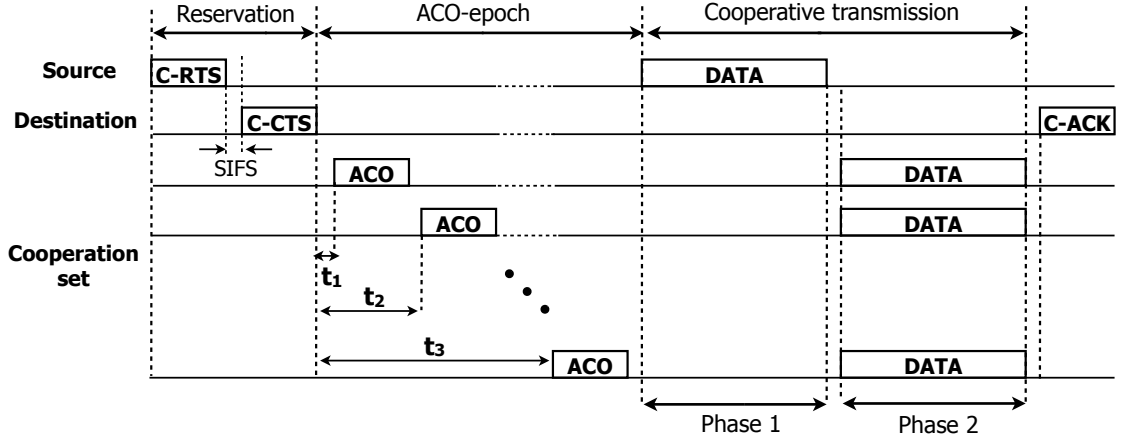 Reservation ACO-epoch Cooperative transmission
Source C-RTS DATA
Destination C-CTS C-ACK
SIFS
ACO DATA
ACO DATA
Cooperation
set
t1
t2
t3
ACO DATA
Phase 1 Phase 2